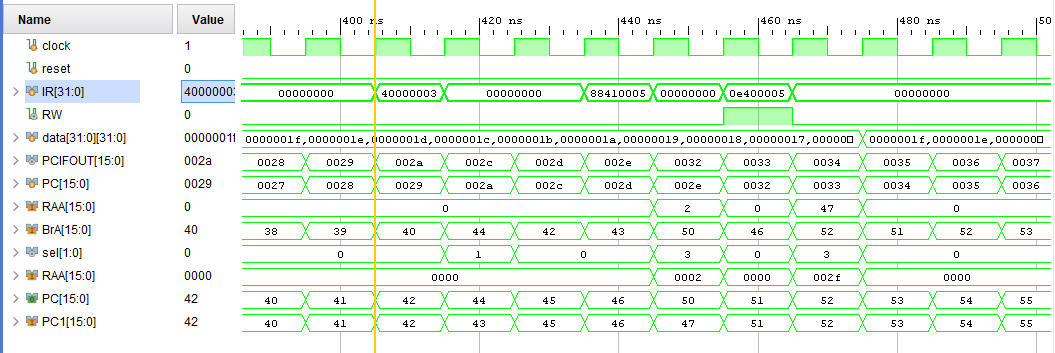 Name Value 400 ns 420 ns 440 ns 460 ns 480 ns 50
clock 1
reset 0
IR[31:0] 40000003 00000000 40000003 00000000 88410005 00000000 0e400005 00000000
RW 0
data[31:0][31:0] 0000001f 0000001f,0000001e,0000001d,0000001c,0000001b,0000001a,00000019,00000018,00000017,00000 0000001f,0000001e,000000
PCIFOUT[15:0] 002a 0028 0029 002a 002c 002d 002e 0032 0033 0034 0035 0036 0037
PC[15:0] 0029 0027 0028 0029 002a 002c 002d 002e 0032 0033 0034 0035 0036
RAA[15:0] 0 0 2 0 47 0
BrA[15:0] 40 38 39 40 44 42 43 50 46 52 51 52 53
sel[1:0] 0 0 1 0 3 0 3 0
RAA[15:0] 0000 0000 0002 0000 002f 0000
PC[15:0] 42 40 41 42 44 45 46 50 51 52 53 54 55
PC1[15:0] 42 40 41 42 43 45 46 47 51 52 53 54 55